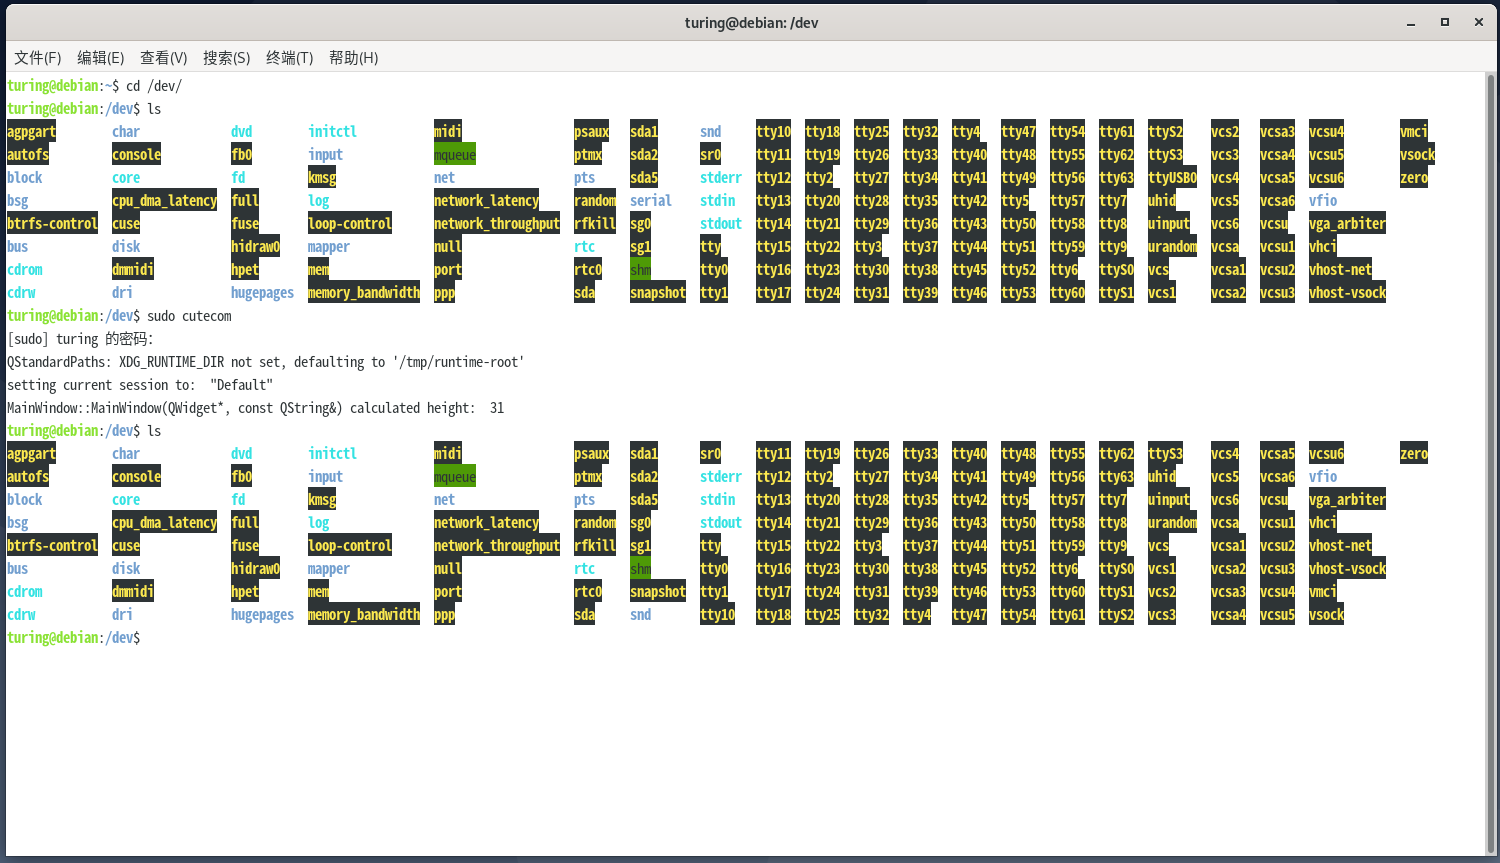 turing@debian: /dev
文件(F) 编辑(E) 查看(V) 搜索(S) 终端(T) 帮助(H)
turing@debian:~$ cd /dev/
turing@debian:/dev$ ls
agpgart char dvd initctl midi psaux sda1 snd tty10 tty18 tty25 tty32 tty4 tty47 tty54 tty61 ttyS2 vcs2 vcsa3 vcsu4 vmci
autofs console fb0 input mqueue ptmx sda2 sr0 tty11 tty19 tty26 tty33 tty40 tty48 tty55 tty62 ttyS3 vcs3 vcsa4 vcsu5 vsock
block core fd kmsg net pts sda5 stderr tty12 tty2 tty27 tty34 tty41 tty49 tty56 tty63 ttyUSB0 vcs4 vcsa5 vcsu6 zero
bsg cpu_dma_latency full log network_latency random serial stdin tty13 tty20 tty28 tty35 tty42 tty5 tty57 tty7 uhid vcs5 vcsa6 vfio
btrfs-control cuse fuse loop-control network_throughput rfkill sg0 stdout tty14 tty21 tty29 tty36 tty43 tty50 tty58 tty8 uinput vcs6 vcsu vga_arbiter
bus disk hidraw0 mapper null rtc sg1 tty tty15 tty22 tty3 tty37 tty44 tty51 tty59 tty9 urandom vcsa vcsu1 vhci
cdrom dmmidi hpet mem port rtc0 shm tty0 tty16 tty23 tty30 tty38 tty45 tty52 tty6 ttyS0 vcs vcsa1 vcsu2 vhost-net
cdrw dri hugepages memory_bandwidth ppp sda snapshot tty1 tty17 tty24 tty31 tty39 tty46 tty53 tty60 ttyS1 vcs1 vcsa2 vcsu3 vhost-vsock
turing@debian:/dev$ sudo cutecom
[sudo] turing 的密码：
QStandardPaths: XDG_RUNTIME_DIR not set, defaulting to '/tmp/runtime-root'
setting current session to:  "Default"
MainWindow::MainWindow(QWidget*, const QString&) calculated height:  31
turing@debian:/dev$ ls
agpgart char dvd initctl midi psaux sda1 sr0 tty11 tty19 tty26 tty33 tty40 tty48 tty55 tty62 ttyS3 vcs4 vcsa5 vcsu6 zero
autofs console fb0 input mqueue ptmx sda2 stderr tty12 tty2 tty27 tty34 tty41 tty49 tty56 tty63 uhid vcs5 vcsa6 vfio
block core fd kmsg net pts sda5 stdin tty13 tty20 tty28 tty35 tty42 tty5 tty57 tty7 uinput vcs6 vcsu vga_arbiter
bsg cpu_dma_latency full log network_latency random sg0 stdout tty14 tty21 tty29 tty36 tty43 tty50 tty58 tty8 urandom vcsa vcsu1 vhci
btrfs-control cuse fuse loop-control network_throughput rfkill sg1 tty tty15 tty22 tty3 tty37 tty44 tty51 tty59 tty9 vcs vcsa1 vcsu2 vhost-net
bus disk hidraw0 mapper null rtc shm tty0 tty16 tty23 tty30 tty38 tty45 tty52 tty6 ttyS0 vcs1 vcsa2 vcsu3 vhost-vsock
cdrom dmmidi hpet mem port rtc0 snapshot tty1 tty17 tty24 tty31 tty39 tty46 tty53 tty60 ttyS1 vcs2 vcsa3 vcsu4 vmci
cdrw dri hugepages memory_bandwidth ppp sda snd tty10 tty18 tty25 tty32 tty4 tty47 tty54 tty61 ttyS2 vcs3 vcsa4 vcsu5 vsock
turing@debian:/dev$